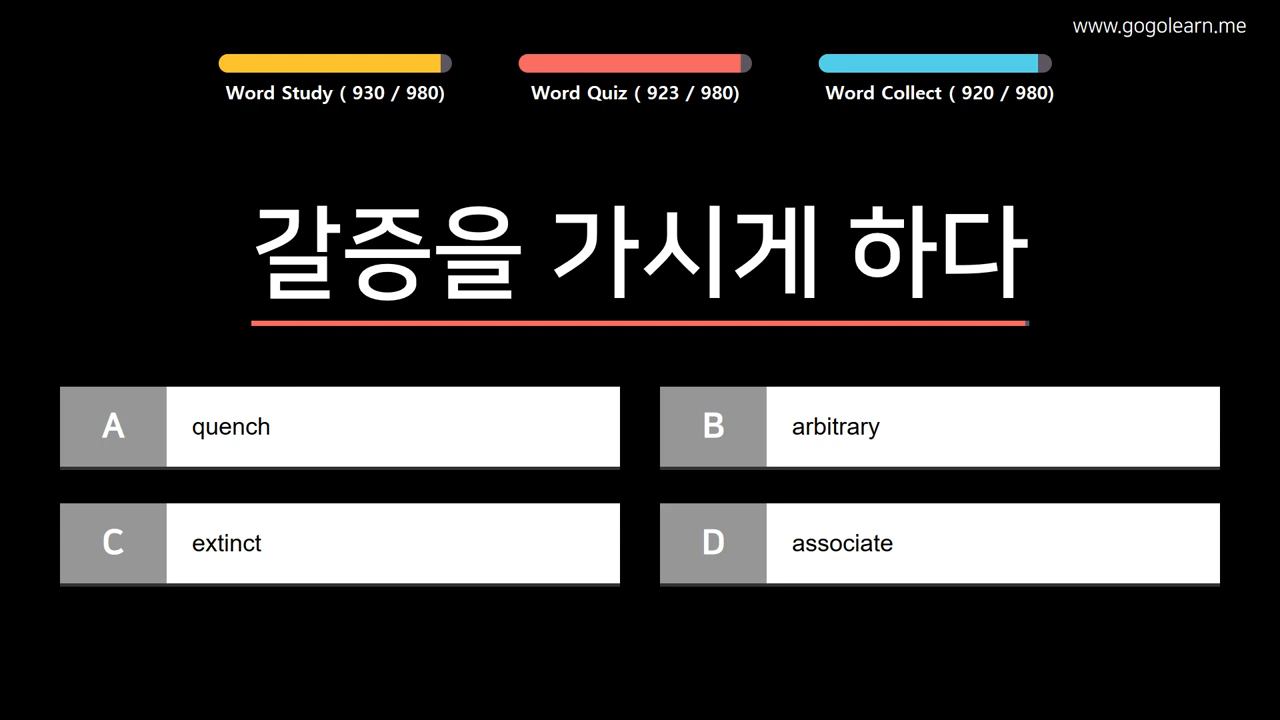 www.gogolearn.me
Word Study ( 930 / 980)
Word Quiz ( 923 / 980)
Word Collect ( 920 / 980)
갈증을 가시게 하다
A quench
B arbitrary
C extinct
D associate